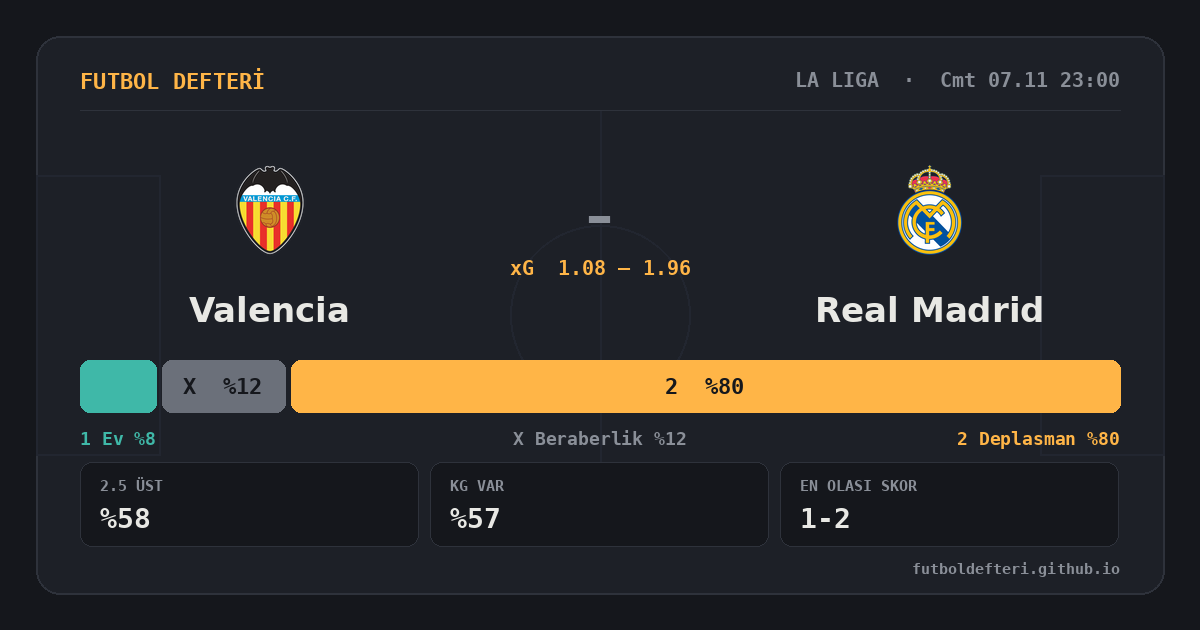 FUTBOL DEFTERİ
LA LIGA · Cmt 07.11 23:00
VALENCIA C.F.
–
xG 1.08 – 1.96
Valencia
Real Madrid
X %12
2 %80
1 Ev %8
X Beraberlik %12
2 Deplasman %80
2.5 ÜST
%58
KG VAR
%57
EN OLASI SKOR
1-2
futboldefteri.github.io